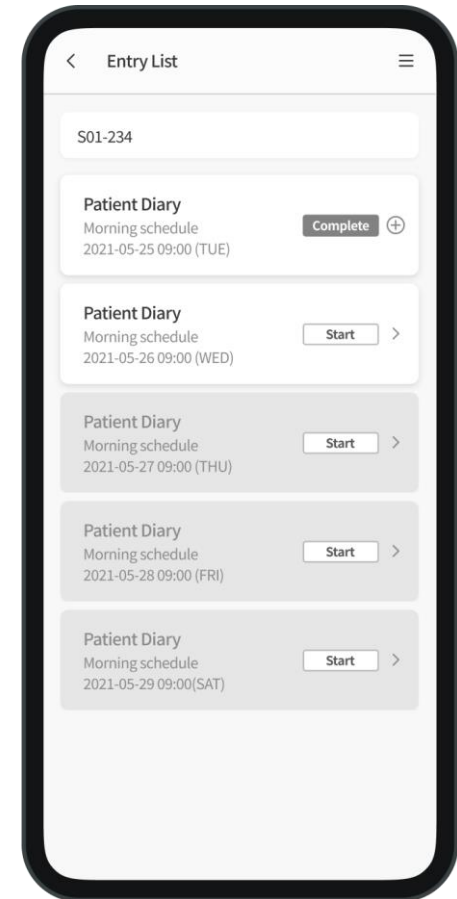 Entry List
S01-234
Patient Diary
Morning schedule
Complete
2021-05-25 09:00 (TUE)
Patient Diary
Morning schedule
Start
2021-05-26 09:00 (WED)
Patient Diary
Morning schedule
Start
2021-05-27 09:00 (THU)
Patient Diary
Morning schedule
Start
2021-05-28 09:00 (FRI)
Patient Diary
Morning schedule
Start
2021-05-29 09:00(SAT)